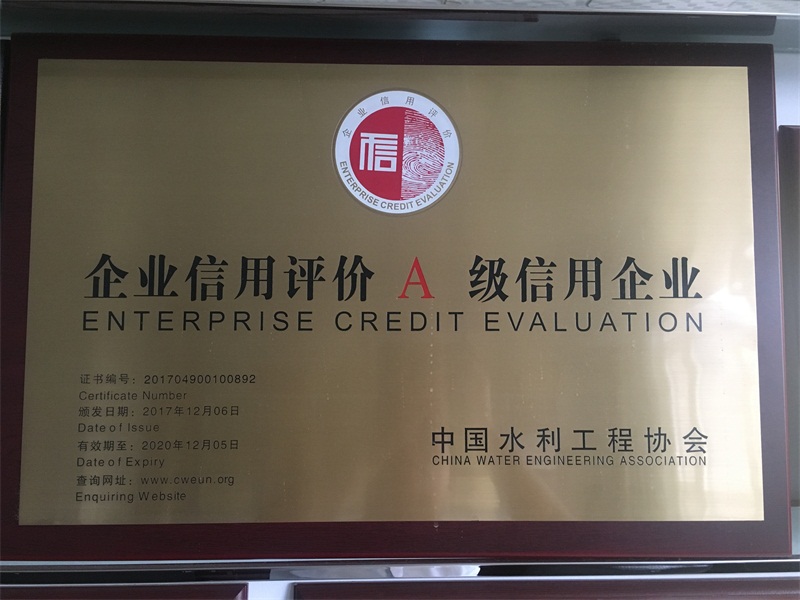 企业信用评价
信
ENTERPRISE CREDIT EVALUATION
企业信用评价 A 级信用企业
ENTERPRISE CREDIT EVALUATION
证书编号：201704900100892
Certificate Number
颁发日期：2017年12月06日
Date of Issue
有效期至：2020年12月05日
Date of Expiry
查询网址：www.cweun.org
Enquiring Website
中国水利工程协会
CHINA WATER ENGINEERING ASSOCIATION